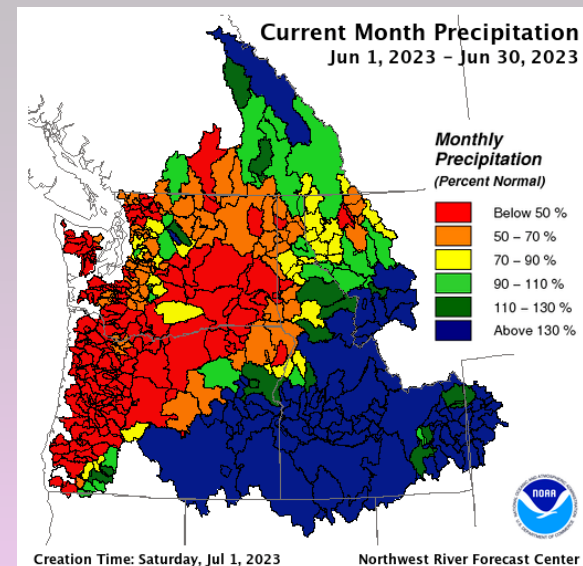 Current Month Precipitation
Jun 1, 2023 - Jun 30, 2023
Monthly
Precipitation
(Percent Normal)
Below 50 %
50 - 70 %
70 - 90 %
90 - 110 %
110 - 130 %
Above 130 %
NOAA
Creation Time: Saturday, Jul 1, 2023
Northwest River Forecast Center